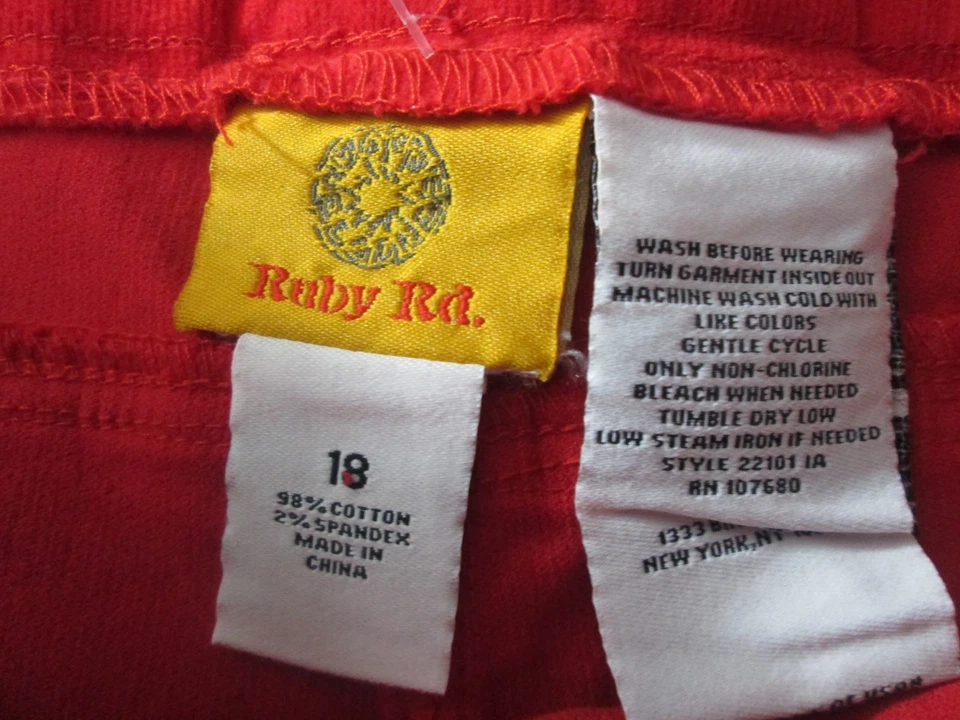 Ruby Rd.
18
98% COTTON
2% SPANDEX
MADE IN
CHINA
WASH BEFORE WEARING
TURN GARMENT INSIDE OUT
MACHINE WASH COLD WITH
LIKE COLORS
GENTLE CYCLE
ONLY NON-CHLORINE
BLEACH WHEN NEEDED
TUMBLE DRY LOW
LOW STEAM IRON IF NEEDED
STYLE 22101 IA
RN 107680
1333
NEW YORK, NY
OF